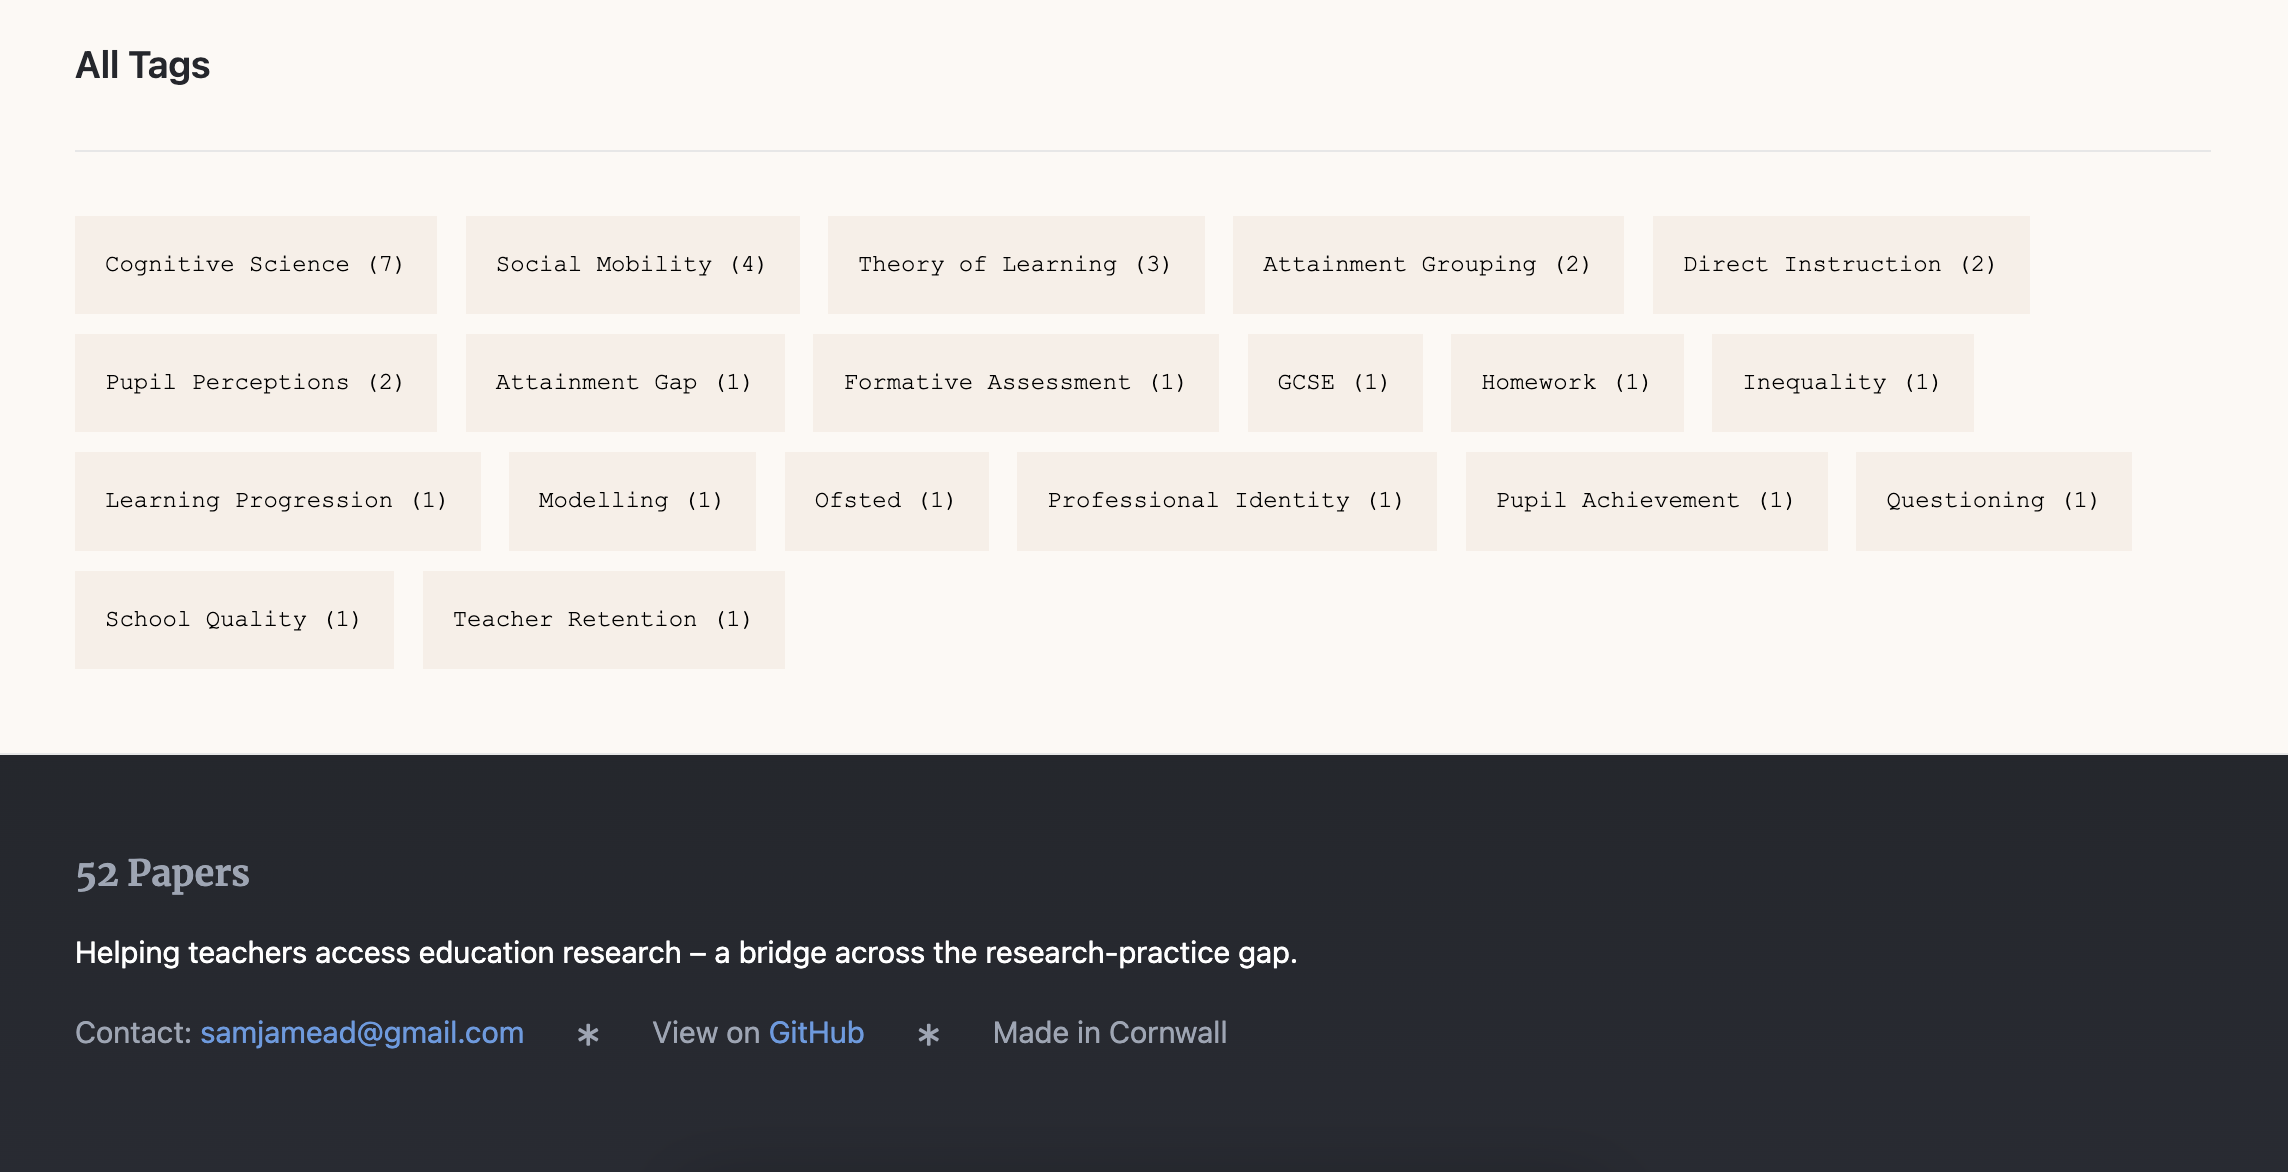 All Tags
Cognitive Science (7) Social Mobility (4) Theory of Learning (3) Attainment Grouping (2) Direct Instruction (2)
Pupil Perceptions (2) Attainment Gap (1) Formative Assessment (1) GCSE (1) Homework (1) Inequality (1)
Learning Progression (1) Modelling (1) Ofsted (1) Professional Identity (1) Pupil Achievement (1) Questioning (1)
School Quality (1) Teacher Retention (1)
52 Papers
Helping teachers access education research – a bridge across the research-practice gap.
Contact: samjamead@gmail.com * View on GitHub * Made in Cornwall